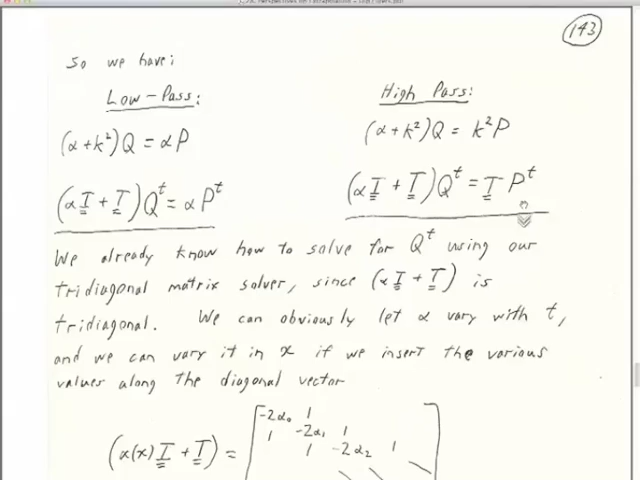 143
So we have:
Low-Pass:
(α+k²)Q = αP
(αI + T)Qᵗ = αPᵗ
High Pass:
(α+k²)Q = k²P
(αI + T)Qᵗ = T Pᵗ
We already know how to solve for Qᵗ using our
tridiagonal matrix solver, since (αI + T) is
tridiagonal. We can obviously let α vary with t,
and we can vary it in x if we insert the various
values along the diagonal vector
(α(x)I + T) =
-2α₀ 1
1 -2α₁ 1
1 -2α₂ 1